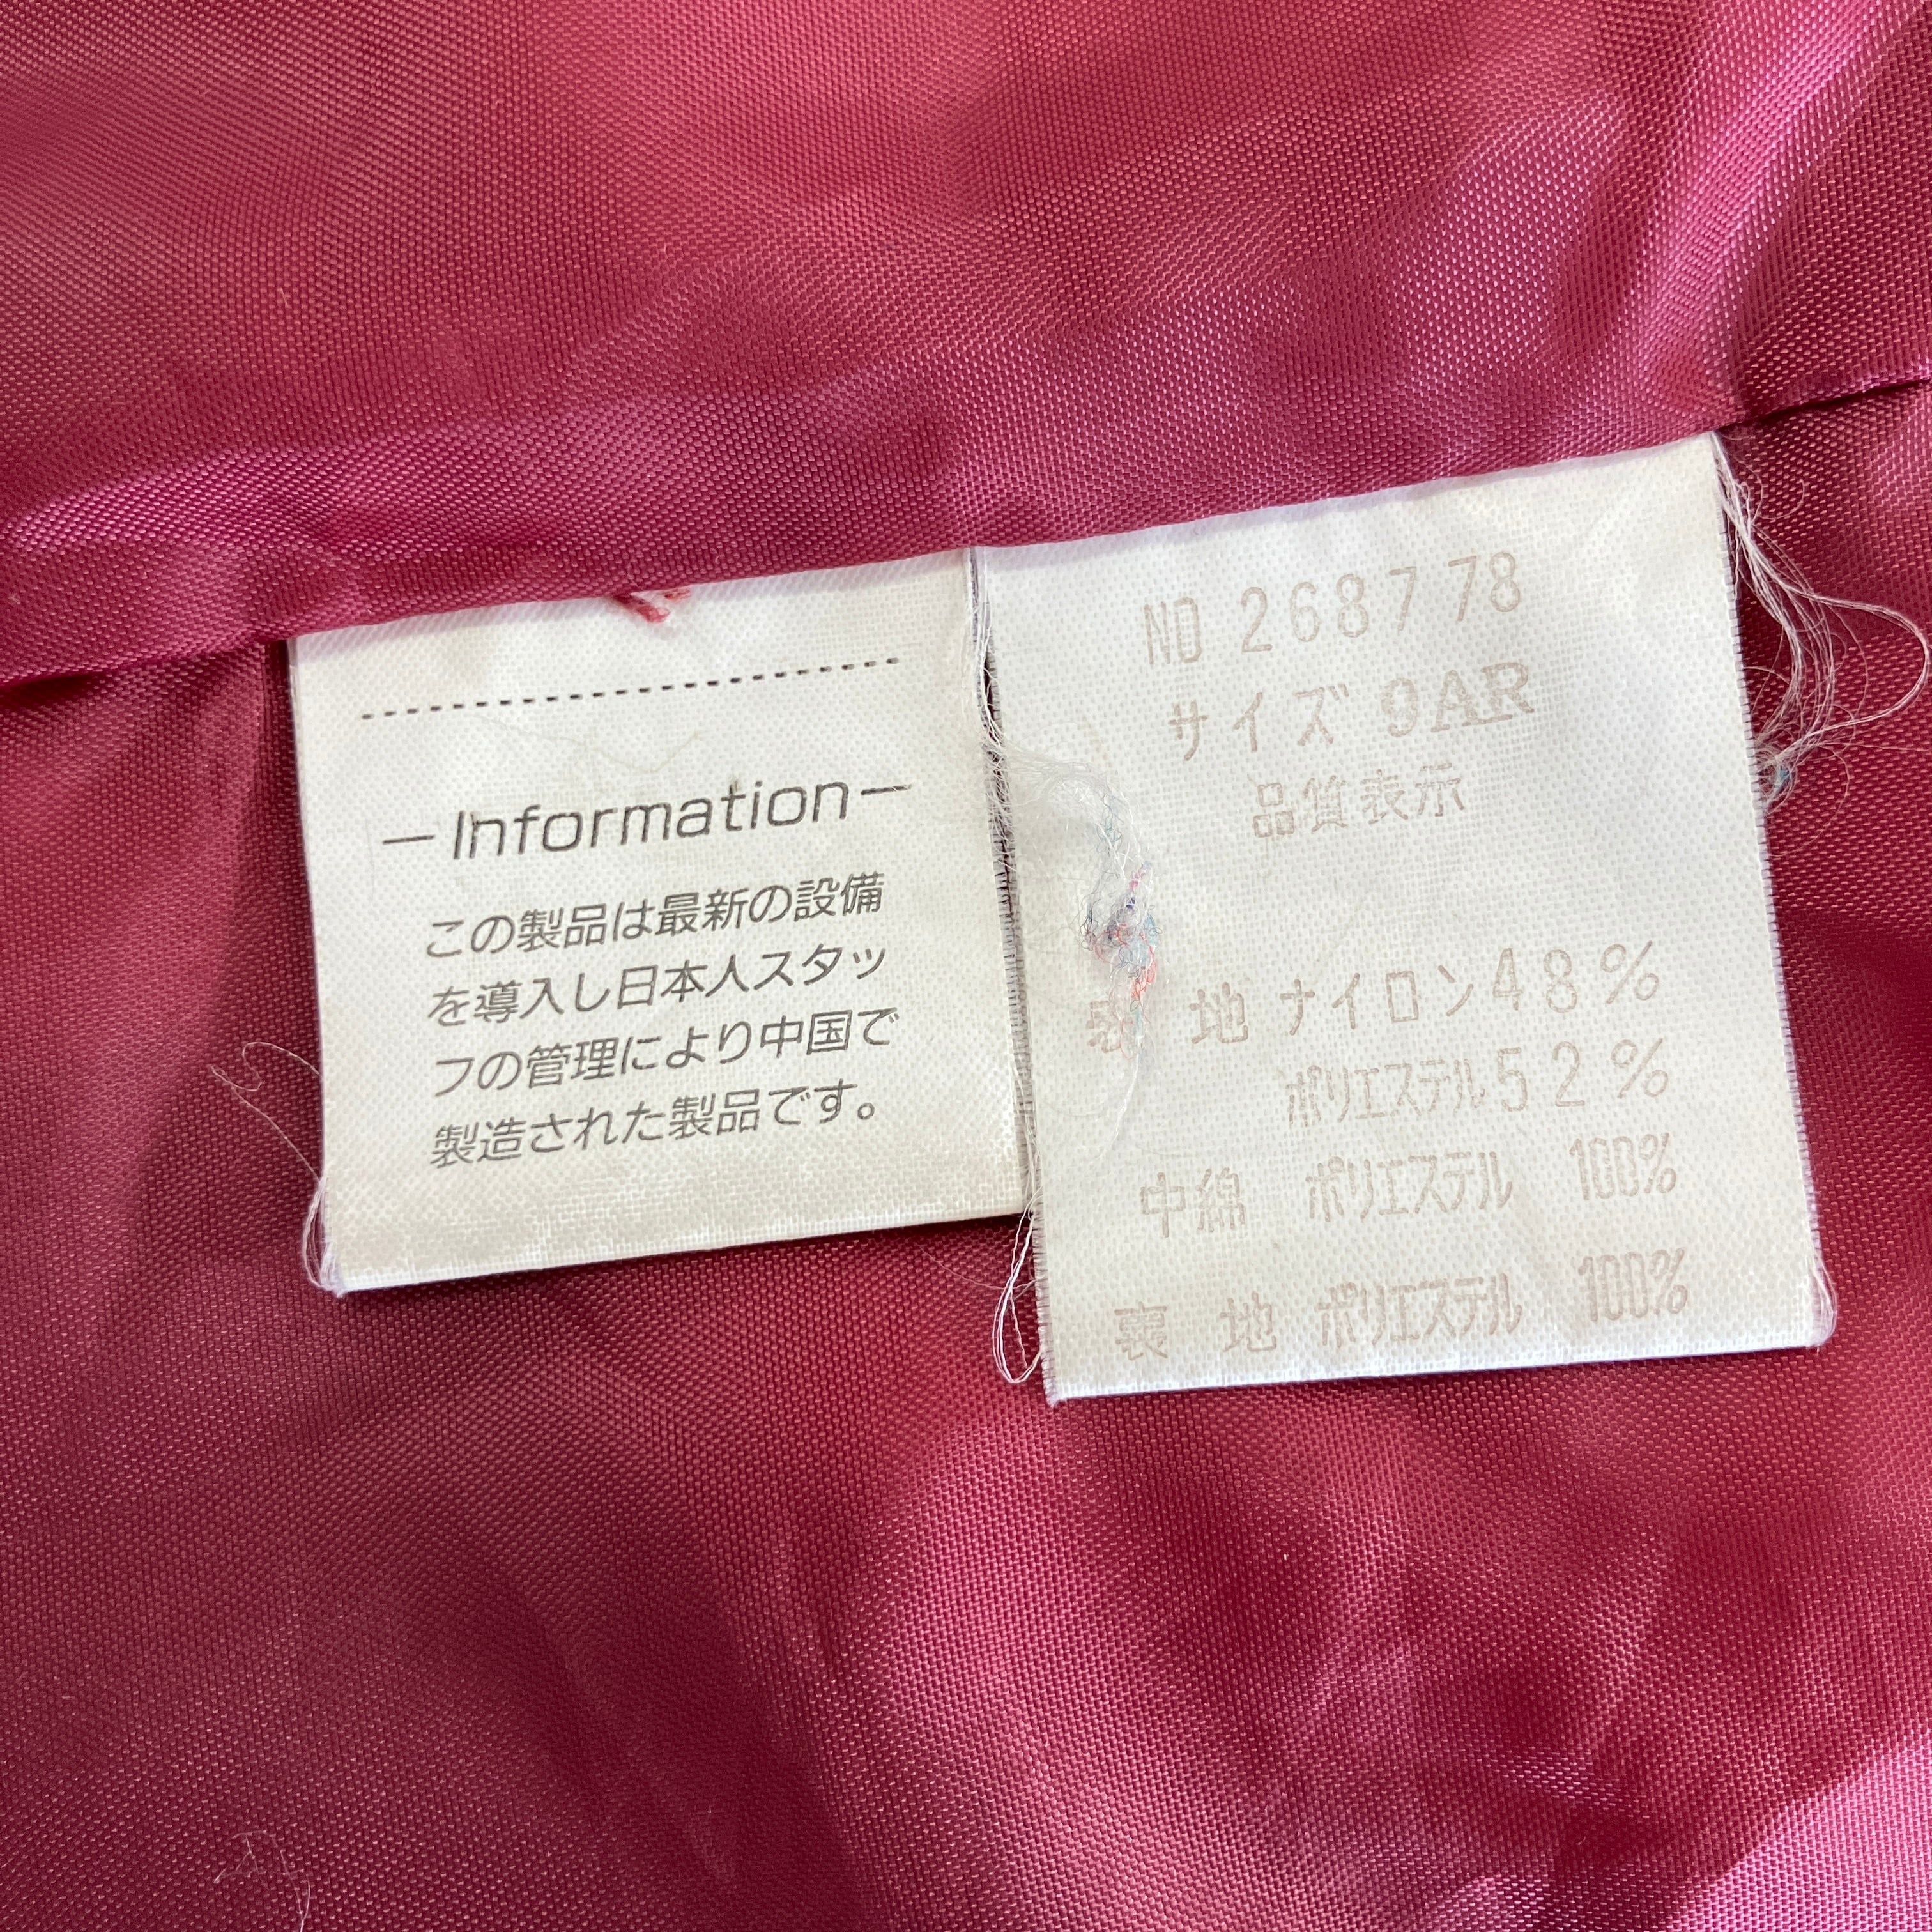 -Information-
この製品は最新の設備
を導入し日本人スタッ
フの管理により中国で
製造された製品です。
NO 268778
サイズ 9AR
品質表示
表 地 ナイロン48%
ポリエステル52%
中綿 ポリエステル 100%
裏 地 ポリエステル 100%